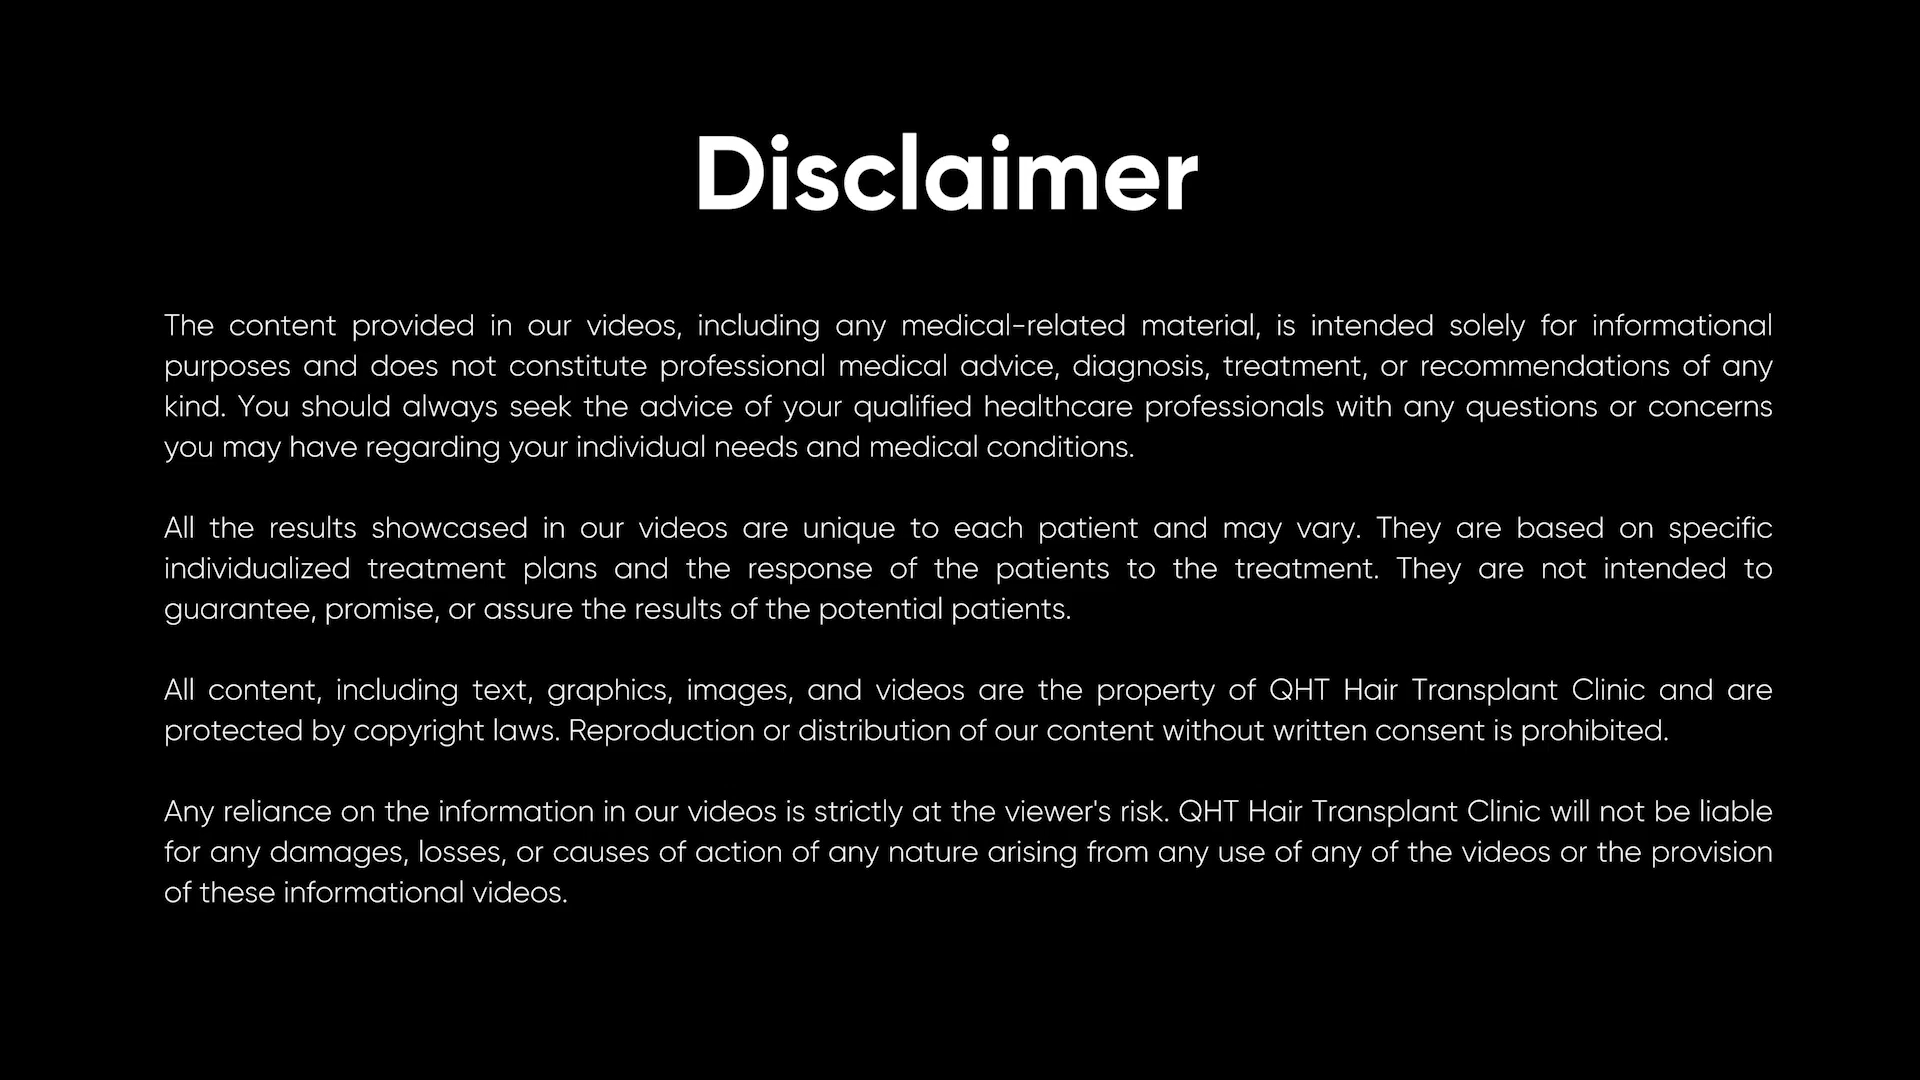 Disclaimer
The content provided in our videos, including any medical-related material, is intended solely for informational
purposes and does not constitute professional medical advice, diagnosis, treatment, or recommendations of any
kind. You should always seek the advice of your qualified healthcare professionals with any questions or concerns
you may have regarding your individual needs and medical conditions.
All the results showcased in our videos are unique to each patient and may vary. They are based on specific
individualized treatment plans and the response of the patients to the treatment. They are not intended to
guarantee, promise, or assure the results of the potential patients.
All content, including text, graphics, images, and videos are the property of QHT Hair Transplant Clinic and are
protected by copyright laws. Reproduction or distribution of our content without written consent is prohibited.
Any reliance on the information in our videos is strictly at the viewer's risk. QHT Hair Transplant Clinic will not be liable
for any damages, losses, or causes of action of any nature arising from any use of any of the videos or the provision
of these informational videos.